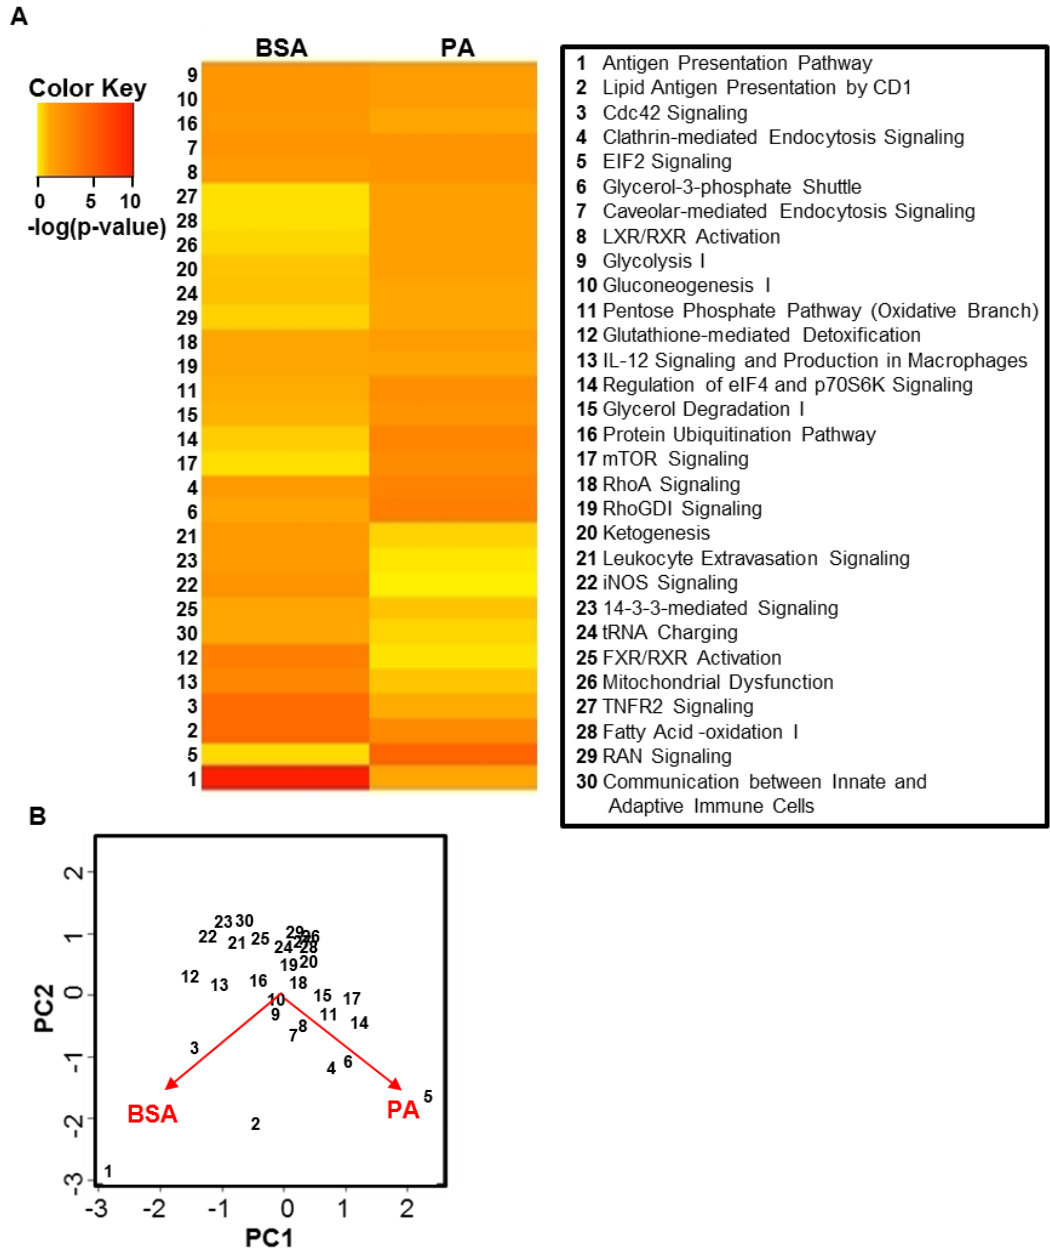 A
BSA PA
Color Key
0 5 10
-log(p-value)
9
10
16
7
8
27
28
26
20
24
29
18
19
11
15
14
17
4
6
21
23
22
25
30
12
13
3
2
5
1
1 Antigen Presentation Pathway
2 Lipid Antigen Presentation by CD1
3 Cdc42 Signaling
4 Clathrin-mediated Endocytosis Signaling
5 EIF2 Signaling
6 Glycerol-3-phosphate Shuttle
7 Caveolar-mediated Endocytosis Signaling
8 LXR/RXR Activation
9 Glycolysis I
10 Gluconeogenesis I
11 Pentose Phosphate Pathway (Oxidative Branch)
12 Glutathione-mediated Detoxification
13 IL-12 Signaling and Production in Macrophages
14 Regulation of eIF4 and p70S6K Signaling
15 Glycerol Degradation I
16 Protein Ubiquitination Pathway
17 mTOR Signaling
18 RhoA Signaling
19 RhoGDI Signaling
20 Ketogenesis
21 Leukocyte Extravasation Signaling
22 iNOS Signaling
23 14-3-3-mediated Signaling
24 tRNA Charging
25 FXR/RXR Activation
26 Mitochondrial Dysfunction
27 TNFR2 Signaling
28 Fatty Acid -oxidation I
29 RAN Signaling
30 Communication between Innate and
Adaptive Immune Cells
B
PC2
2
1
0
-1
-2
-3
23 30
22 21 25 29 26
24 28
20
19
12 13 16 18
10 15 17
9 11 14
8
7
3
4 6
5
BSA PA
2
1
-3 -2 -1 0 1 2
PC1